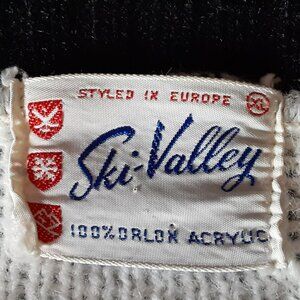 STYLED IN EUROPE XL
Ski-Valley
100% ORLON ACRYLIC